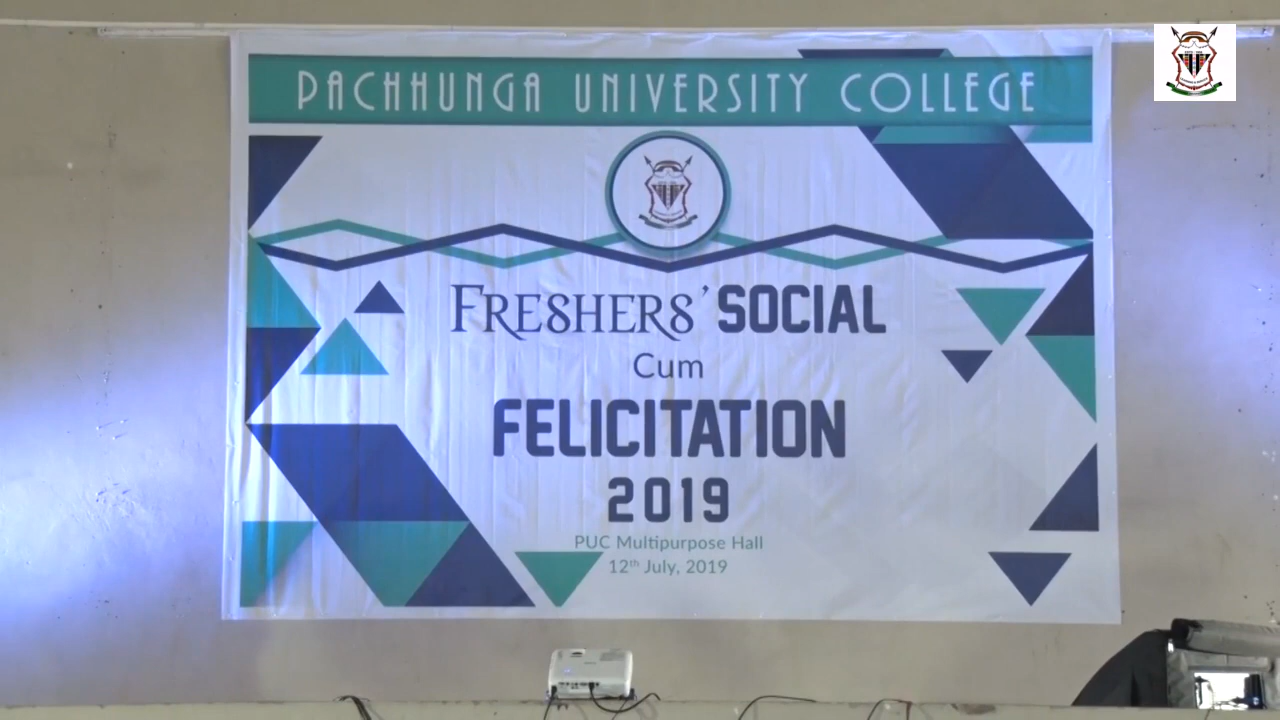 PACHHUNGA UNIVERSITY COLLEGE
FRESHERS' SOCIAL
Cum
FELICITATION
2019
PUC Multipurpose Hall
12th July, 2019